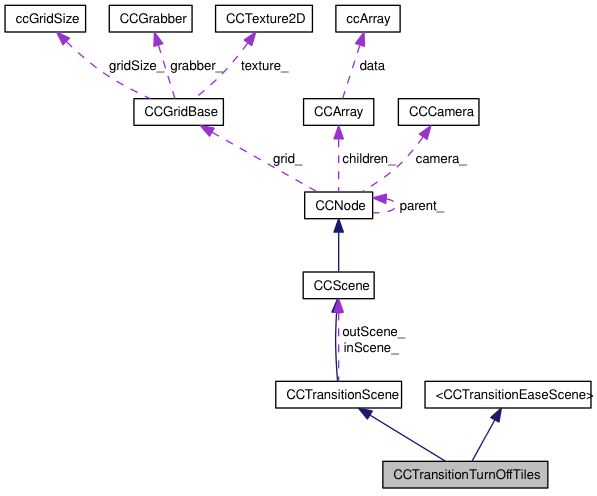 ccGridSize
CCGrabber
CCTexture2D
ccArray
gridSize_
grabber_
texture_
data
CCGridBase
CCArray
CCCamera
grid_
children_
camera_
CCNode
parent_
CCScene
outScene_
inScene_
CCTransitionScene
<CCTransitionEaseScene>
CCTransitionTurnOffTiles